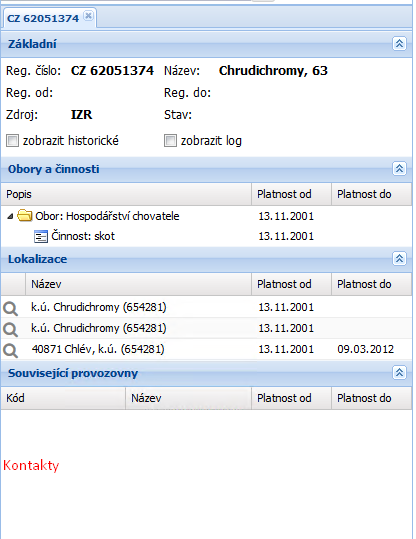 CZ 62051374
Základní
Reg. číslo: CZ 62051374 Název: Chrudichromy, 63
Reg. od: Reg. do:
Zdroj: IZR Stav:
zobrazit historické zobrazit log
Obory a činnosti
Popis Platnost od Platnost do
Obor: Hospodářství chovatele 13.11.2001
Činnost: skot 13.11.2001
Lokalizace
Název Platnost od Platnost do
k.ú. Chrudichromy (654281) 13.11.2001
k.ú. Chrudichromy (654281) 13.11.2001
40871 Chlév, k.ú. (654281) 13.11.2001 09.03.2012
Související provozovny
Kód Název Platnost od Platnost do
Kontakty